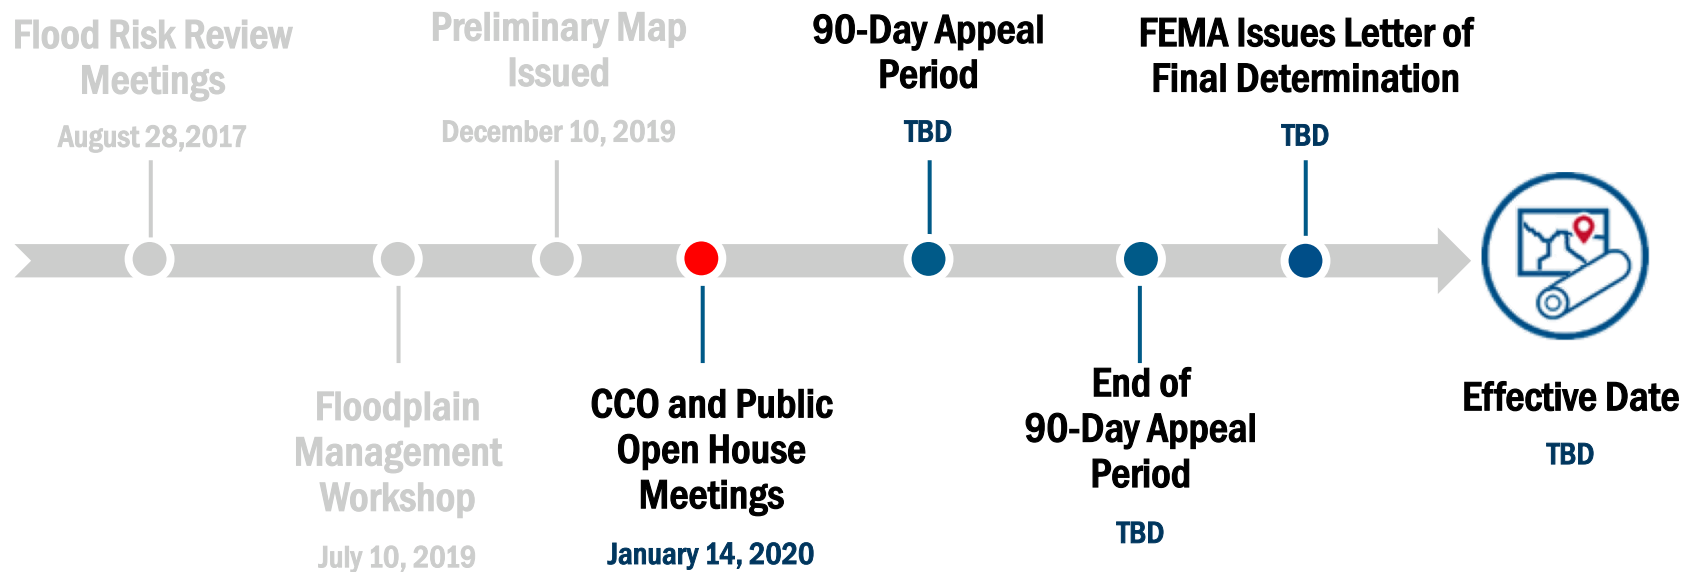 Flood Risk Review
Meetings
August 28,2017
Floodplain
Management
Workshop
July 10, 2019
Preliminary Map
Issued
December 10, 2019
CCO and Public
Open House
Meetings
January 14, 2020
90-Day Appeal
Period
TBD
End of
90-Day Appeal
Period
TBD
FEMA Issues Letter of
Final Determination
TBD
Effective Date
TBD